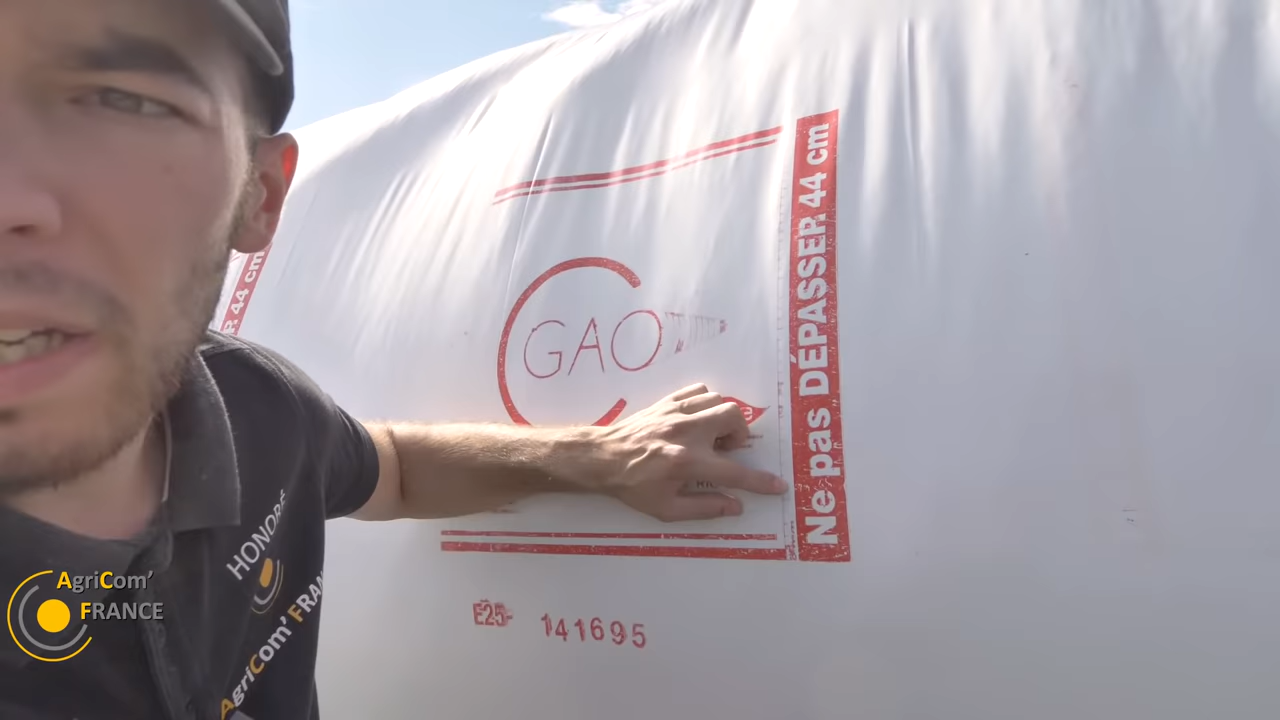 Ne pas DÉPASSER 44 cm
R 44 cm
GAO
E25-
141695
HONORÉ
AgriCom' FRAN
AgriCom'
FRANCE